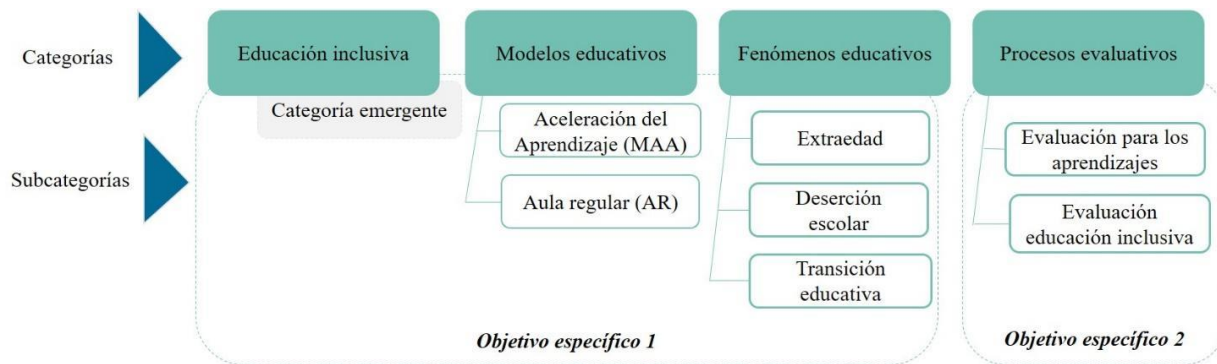 Categorías
Educación inclusiva
Modelos educativos
Fenómenos educativos
Procesos evaluativos
Categoría emergente
Subcategorías
Aceleración del
Aprendizaje (MAA)
Aula regular (AR)
Extraedad
Deserción
escolar
Transición
educativa
Evaluación para los
aprendizajes
Evaluación
educación inclusiva
Objetivo específico 1
Objetivo específico 2